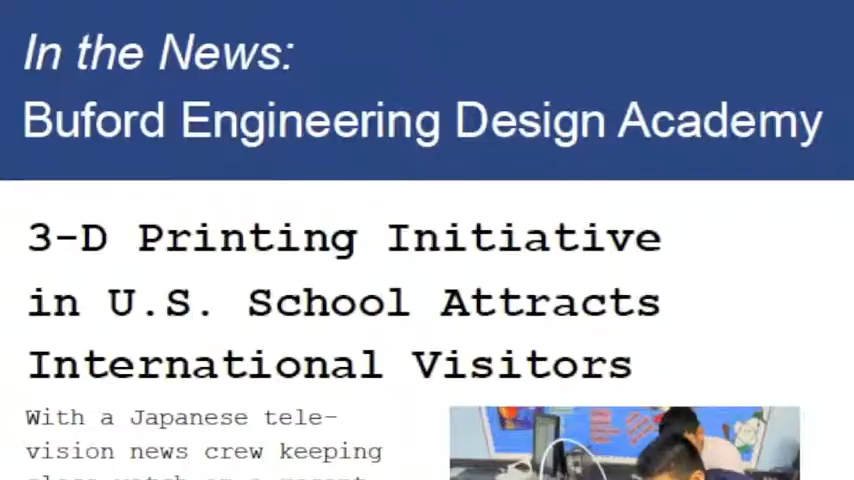 In the News:
Buford Engineering Design Academy
3-D Printing Initiative
in U.S. School Attracts
International Visitors
With a Japanese tele-
vision news crew keeping